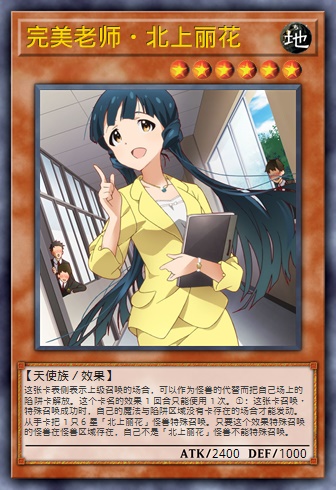 完美老师·北上丽花
地
【天使族／效果】
这张卡表侧表示上级召唤的场合，可以作为怪兽的代替而把自己场上的
陷阱卡解放。这个卡名的效果１回合只能使用１次。①：这张卡召唤·
特殊召唤成功时，自己的魔法与陷阱区域没有卡存在的场合才能发动。
从手卡把１只６星「北上丽花」怪兽特殊召唤。只要这个效果特殊召唤
的怪兽在怪兽区域存在，自己不是「北上丽花」怪兽不能特殊召唤。
ATK/2400 DEF/1000